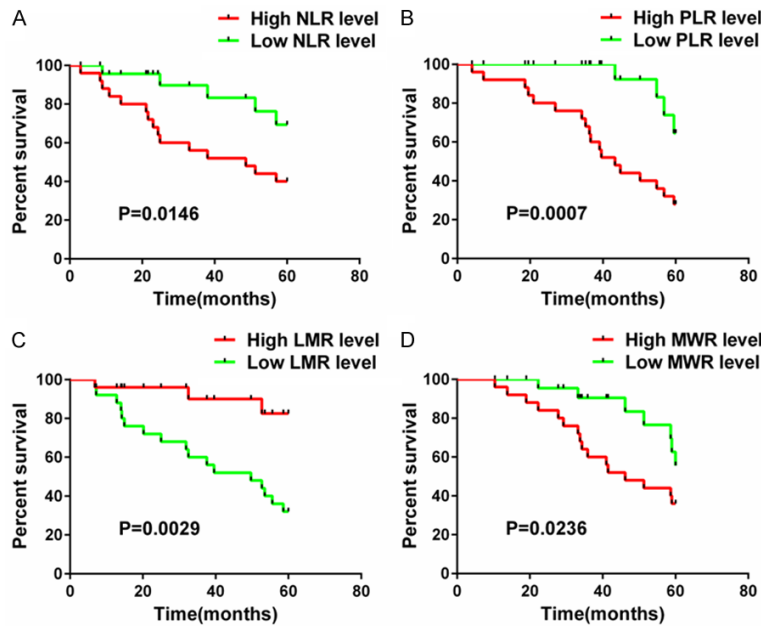 A
High NLR level
Low NLR level
100
80
60
40
20
0
Percent survival
P=0.0146
0 20 40 60 80
Time(months)
B
High PLR level
Low PLR level
100
80
60
40
20
0
Percent survival
P=0.0007
0 20 40 60 80
Time(months)
C
High LMR level
Low LMR level
100
80
60
40
20
0
Percent survival
P=0.0029
0 20 40 60 80
Time(months)
D
High MWR level
Low MWR level
100
80
60
40
20
0
Percent survival
P=0.0236
0 20 40 60 80
Time(months)